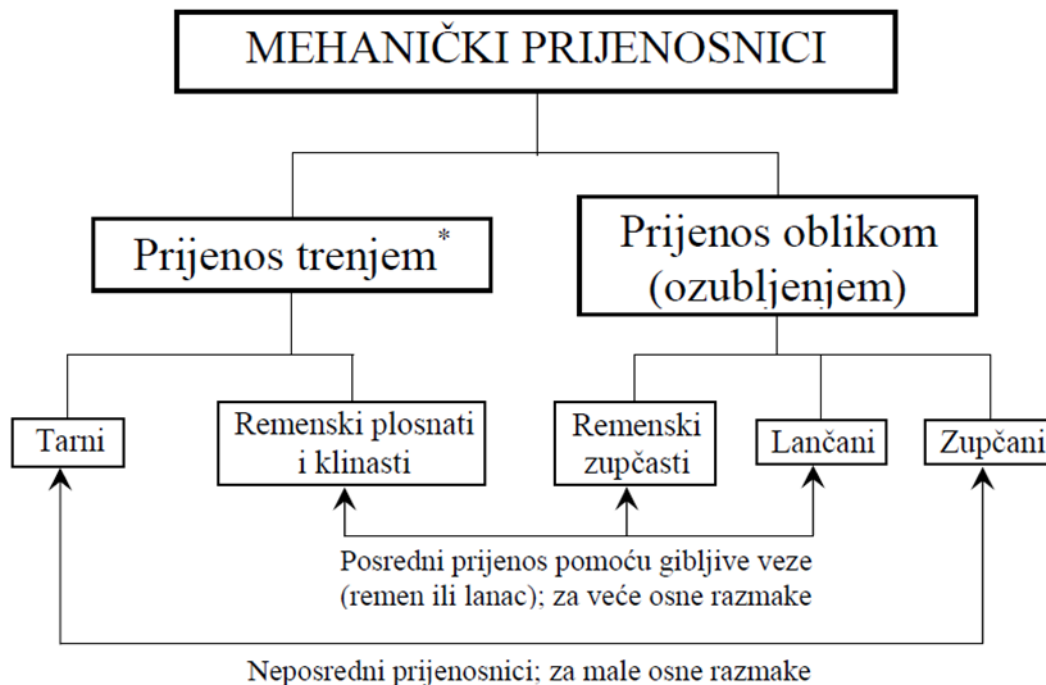 MEHANIČKI PRIJENOSNICI
Prijenos trenjem*
Prijenos oblikom
(ozubljenjem)
Tarni
Remenski plosnati
i klinasti
Remenski
zupčasti
Lančani
Zupčani
Posredni prijenos pomoću gibljive veze
(remen ili lanac); za veće osne razmake
Neposredni prijenosnici; za male osne razmake